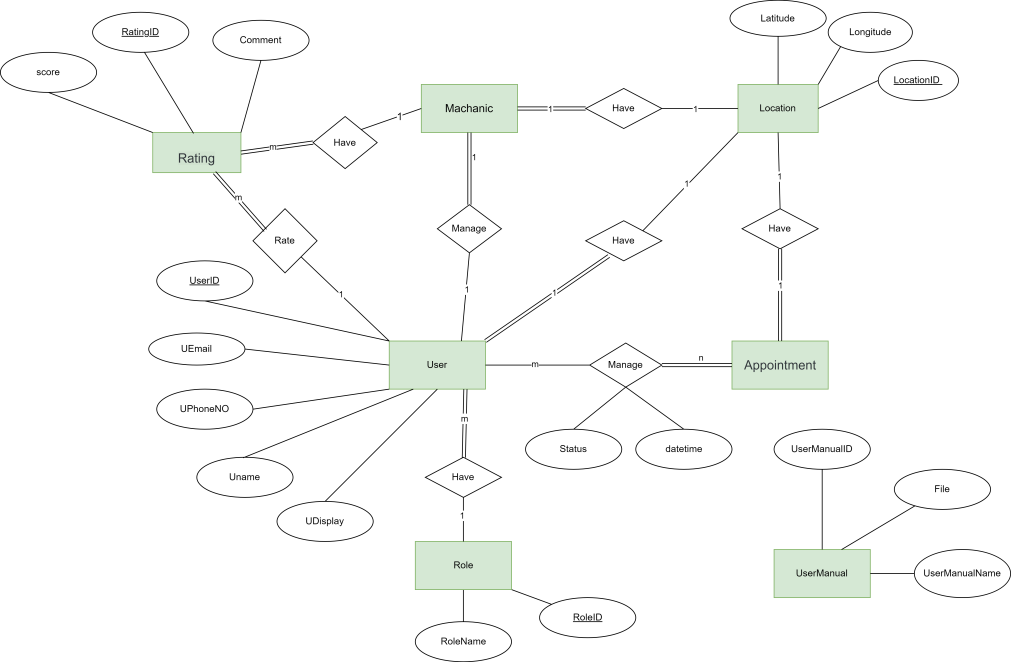 Latitude
RatingID
Longitude
Comment
score
LocationID
Machanic
1
Have
1
Location
1
Have
m
Rating
1
1
1
m
Manage
Have
Rate
Have
UserID
1
1
1
1
UEmail
n
User
m
Manage
Appointment
UPhoneNO
m
Status
datetime
UserManualID
Uname
Have
File
1
UDisplay
Role
UserManual
UserManualName
RoleID
RoleName